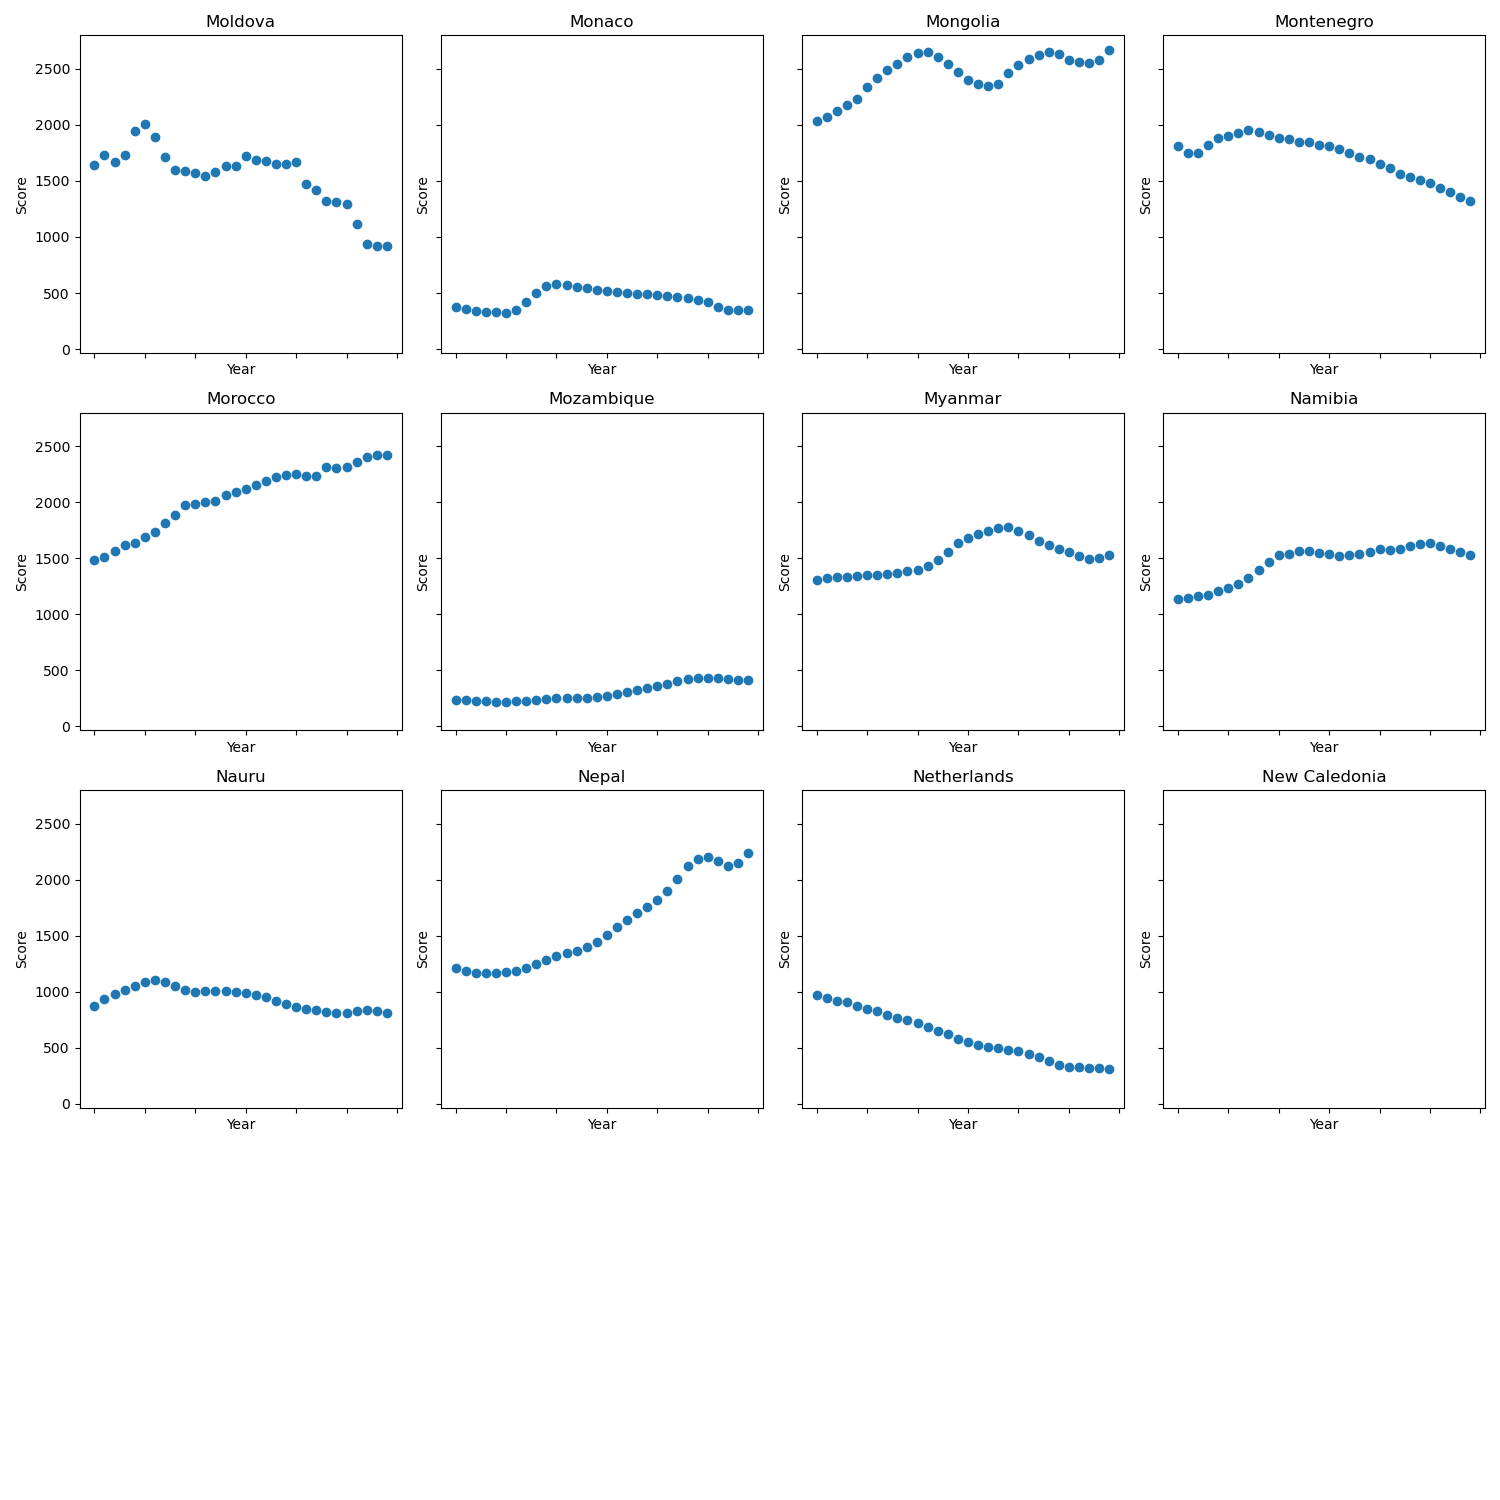 Moldova Monaco Mongolia Montenegro
2500
2000
1500
1000
500
0
Score Score Score Score
Year Year Year Year
Morocco Mozambique Myanmar Namibia
2500
2000
1500
1000
500
0
Score Score Score Score
Year Year Year Year
Nauru Nepal Netherlands New Caledonia
2500
2000
1500
1000
500
0
Score Score Score Score
Year Year Year Year